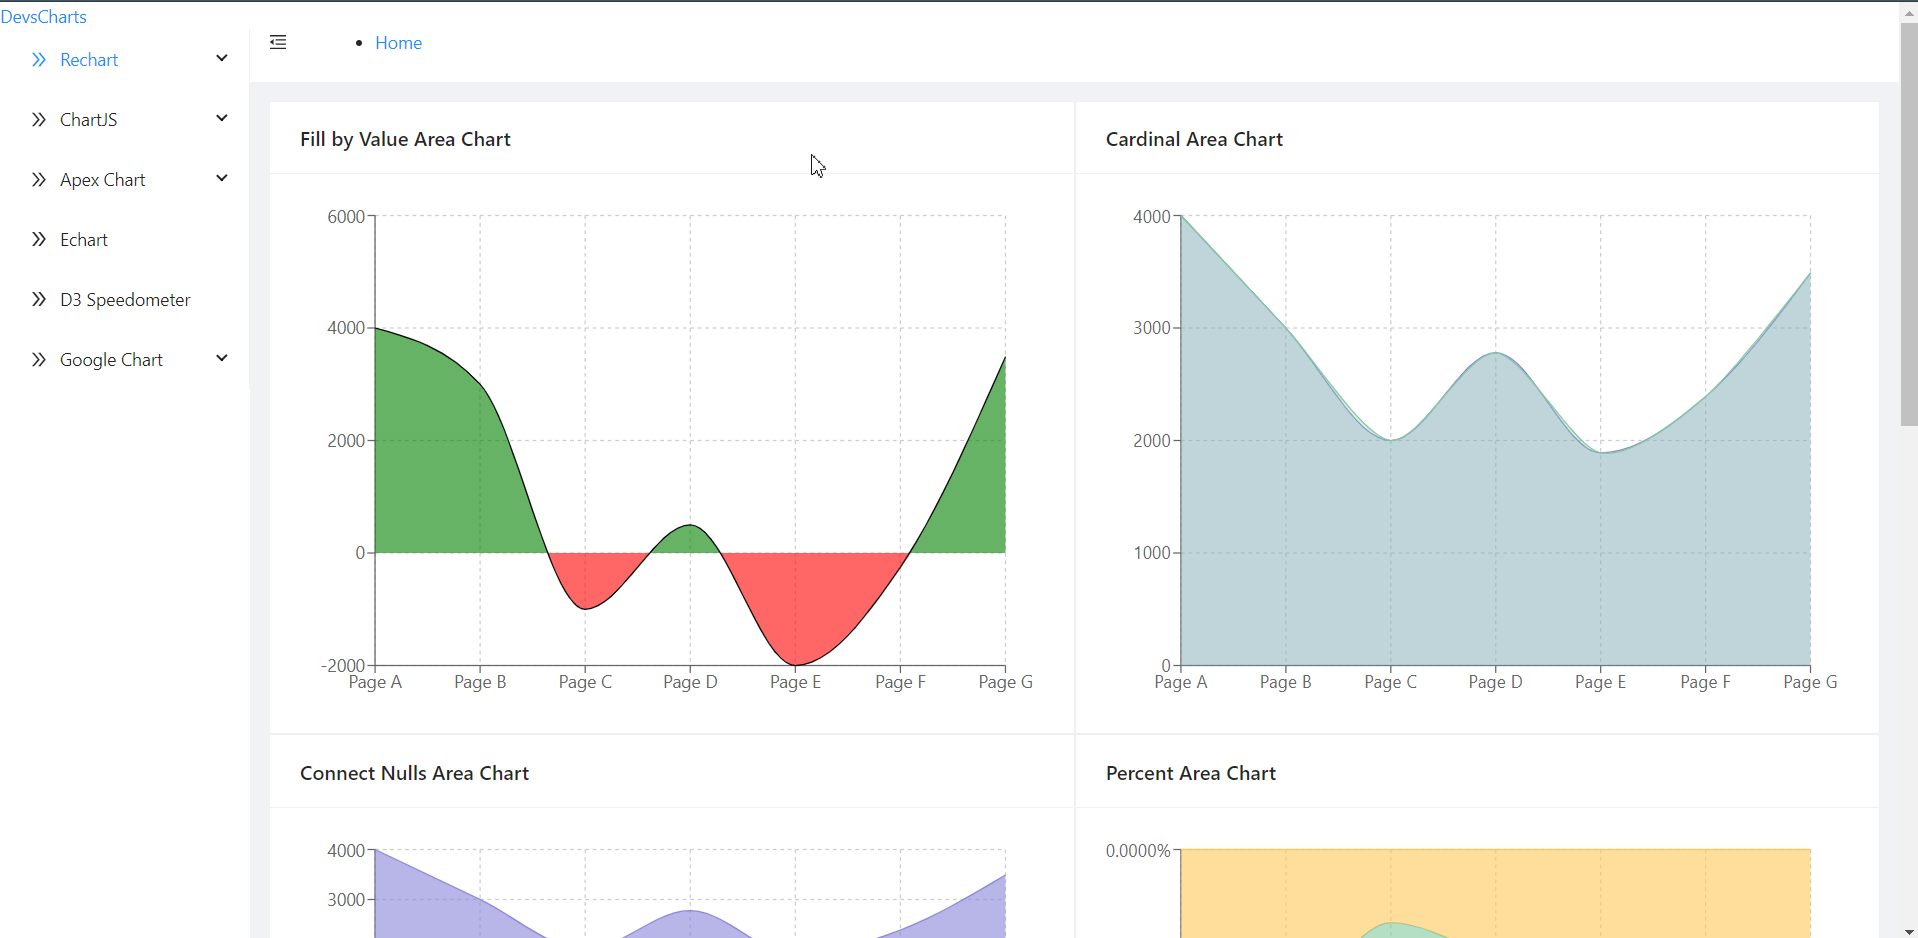 DevsCharts
Rechart
ChartJS
Apex Chart
Echart
D3 Speedometer
Google Chart
Home
Fill by Value Area Chart
6000
4000
2000
0
-2000
Page A Page B Page C Page D Page E Page F Page G
Cardinal Area Chart
4000
3000
2000
1000
0
Page A Page B Page C Page D Page E Page F Page G
Connect Nulls Area Chart
4000
3000
Percent Area Chart
0.0000%